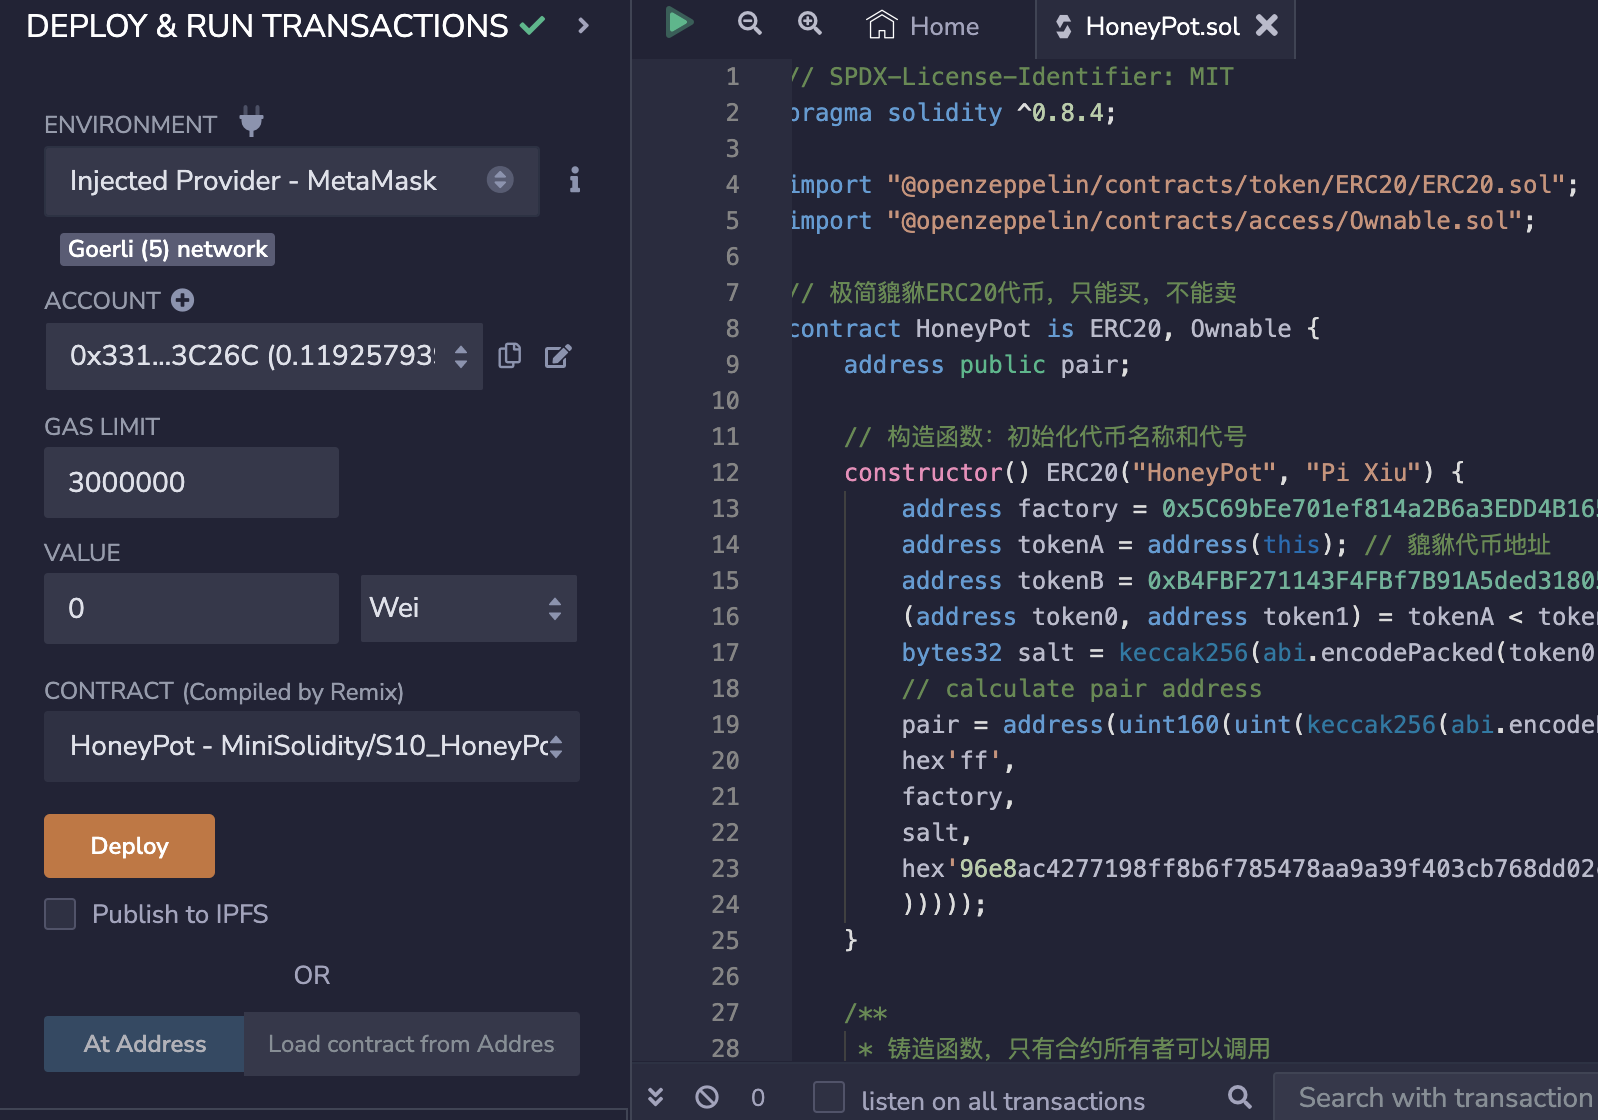 DEPLOY & RUN TRANSACTIONS
ENVIRONMENT
Injected Provider - MetaMask
Goerli (5) network
ACCOUNT
0x331...3C26C (0.11925793
GAS LIMIT
3000000
VALUE
0
Wei
CONTRACT (Compiled by Remix)
HoneyPot - MiniSolidity/S10_HoneyPo
Deploy
Publish to IPFS
OR
At Address
Load contract from Addres
Home
HoneyPot.sol
1 // SPDX-License-Identifier: MIT
2 pragma solidity ^0.8.4;
3
4 import "@openzeppelin/contracts/token/ERC20/ERC20.sol";
5 import "@openzeppelin/contracts/access/Ownable.sol";
6
7 // 极简貔貅ERC20代币，只能买，不能卖
8 contract HoneyPot is ERC20, Ownable {
9 address public pair;
10
11 // 构造函数：初始化代币名称和代号
12 constructor() ERC20("HoneyPot", "Pi Xiu") {
13 address factory = 0x5C69bEe701ef814a2B6a3EDD4B165
14 address tokenA = address(this); // 貔貅代币地址
15 address tokenB = 0xB4FBF271143F4FBf7B91A5ded31805
16 (address token0, address token1) = tokenA < toke
17 bytes32 salt = keccak256(abi.encodePacked(token0
18 // calculate pair address
19 pair = address(uint160(uint(keccak256(abi.encode
20 hex'ff',
21 factory,
22 salt,
23 hex'96e8ac4277198ff8b6f785478aa9a39f403cb768dd02
24 )))));
25 }
26
27 /**
28 * 铸造函数，只有合约所有者可以调用
0
listen on all transactions
Search with transaction